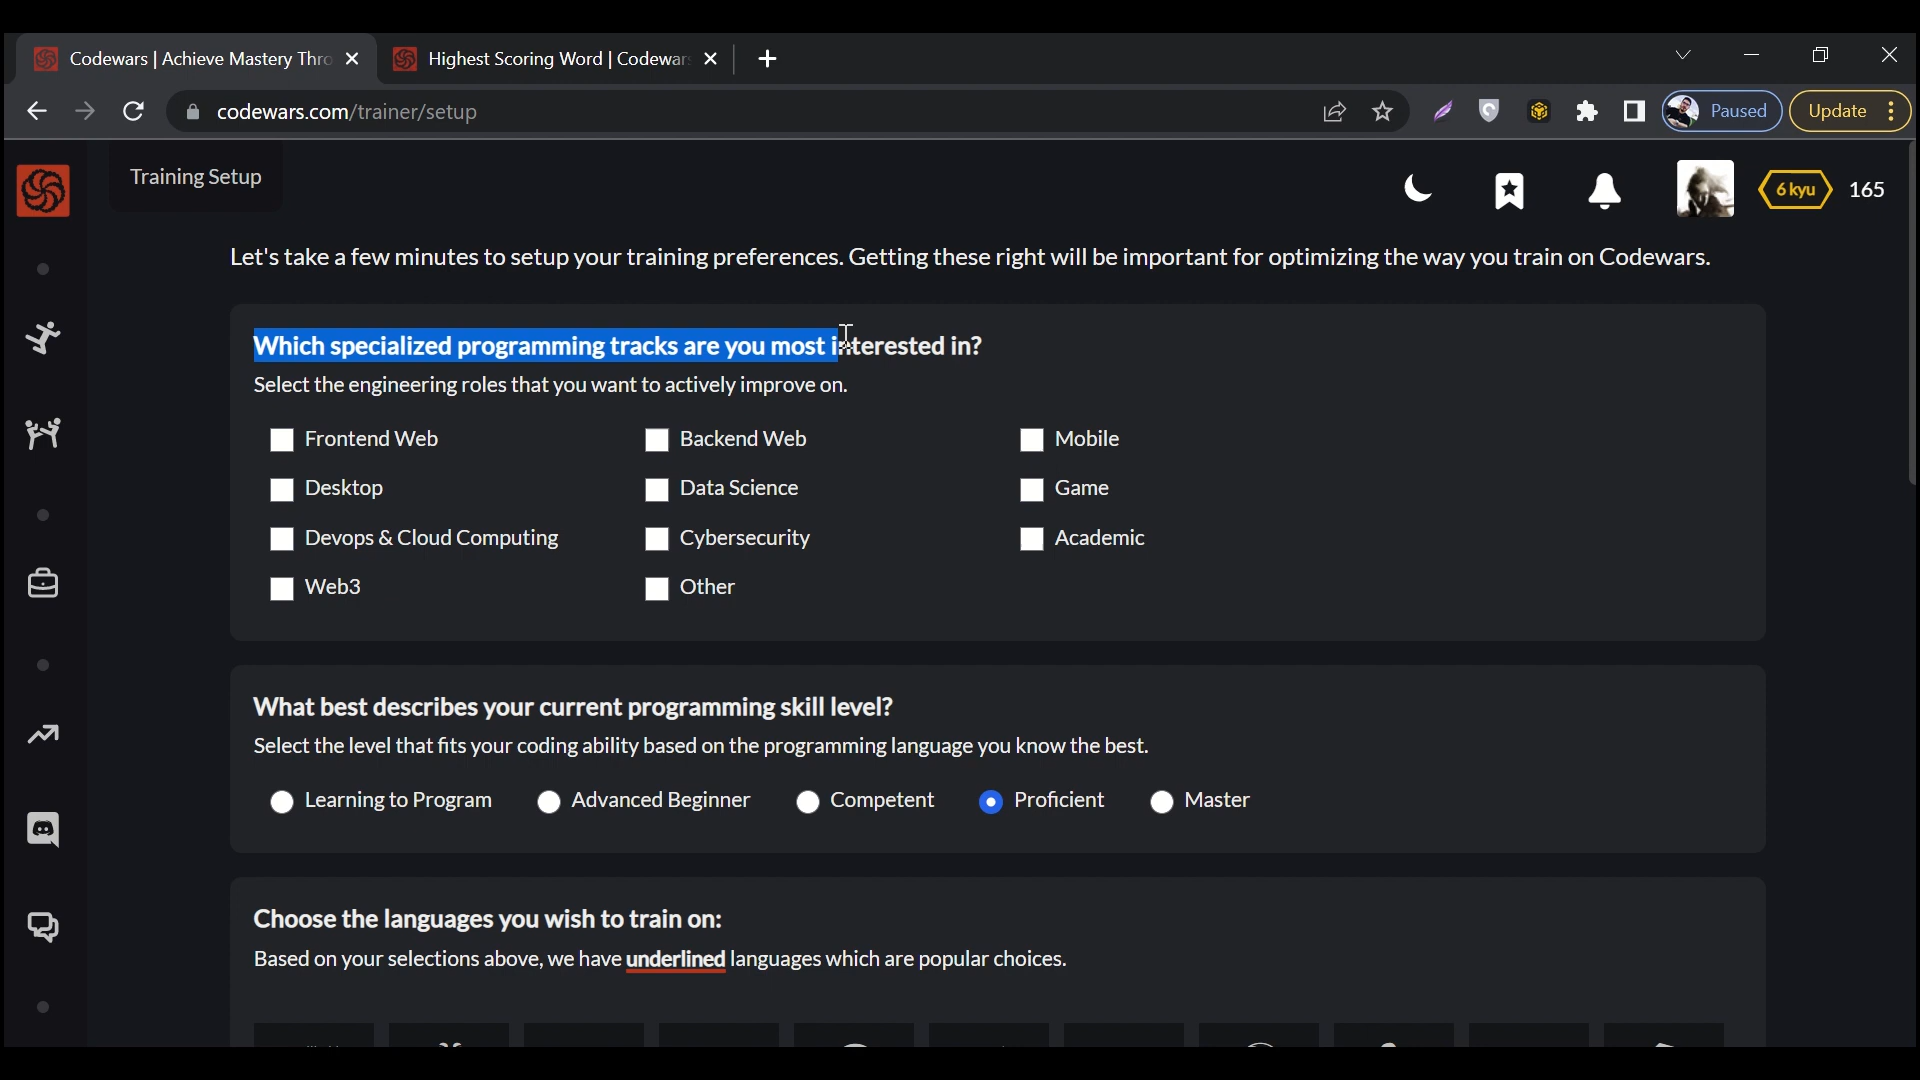 Codewars | Achieve Mastery Thro
Highest Scoring Word | Codewars
codewars.com/trainer/setup
Paused
Update
Training Setup
6 kyu
165
Let's take a few minutes to setup your training preferences. Getting these right will be important for optimizing the way you train on Codewars.
Which specialized programming tracks are you most interested in?
Select the engineering roles that you want to actively improve on.
Frontend Web
Backend Web
Mobile
Desktop
Data Science
Game
Devops & Cloud Computing
Cybersecurity
Academic
Web3
Other
What best describes your current programming skill level?
Select the level that fits your coding ability based on the programming language you know the best.
Learning to Program
Advanced Beginner
Competent
Proficient
Master
Choose the languages you wish to train on:
Based on your selections above, we have underlined languages which are popular choices.